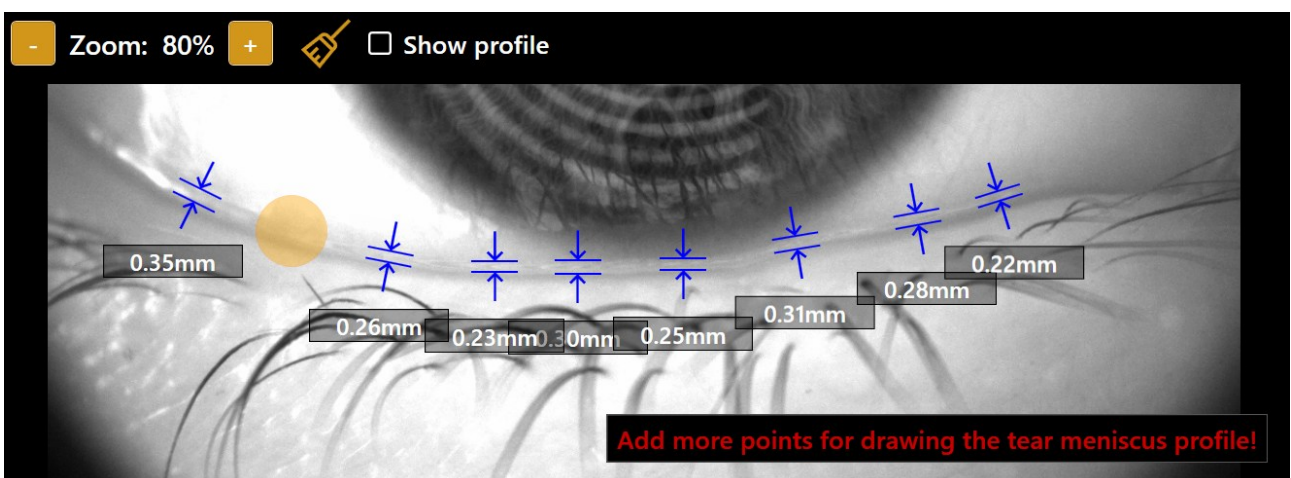 - Zoom: 80% + Show profile
0.35mm
0.22mm
0.28mm
0.31mm
0.26mm 0.23mm 0.30mm 0.25mm
Add more points for drawing the tear meniscus profile!